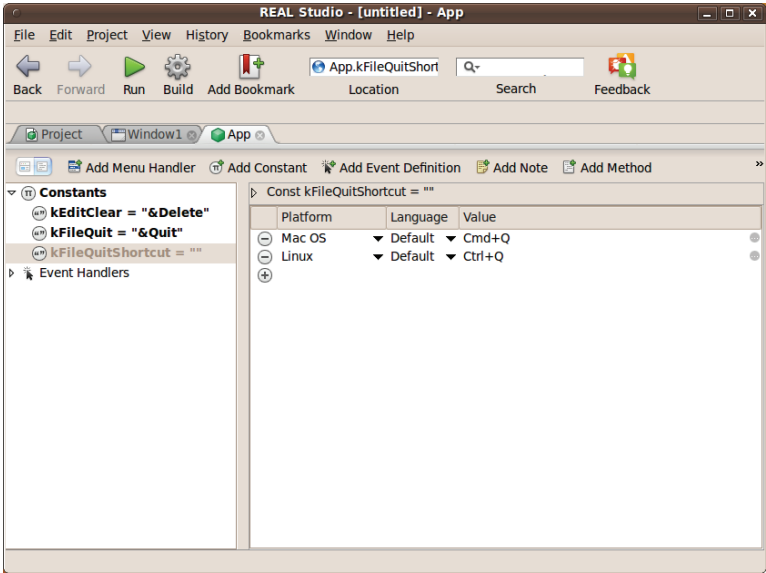 REAL Studio - [untitled] - App
File Edit Project View History Bookmarks Window Help
App.kFileQuitShort
Back Forward Run Build Add Bookmark Location Search Feedback
Project Window1 App
Add Menu Handler Add Constant Add Event Definition Add Note Add Method »
Constants
kEditClear = "&Delete"
kFileQuit = "&Quit"
kFileQuitShortcut = ""
Event Handlers
Const kFileQuitShortcut = ""
Platform Language Value
Mac OS Default Cmd+Q
Linux Default Ctrl+Q